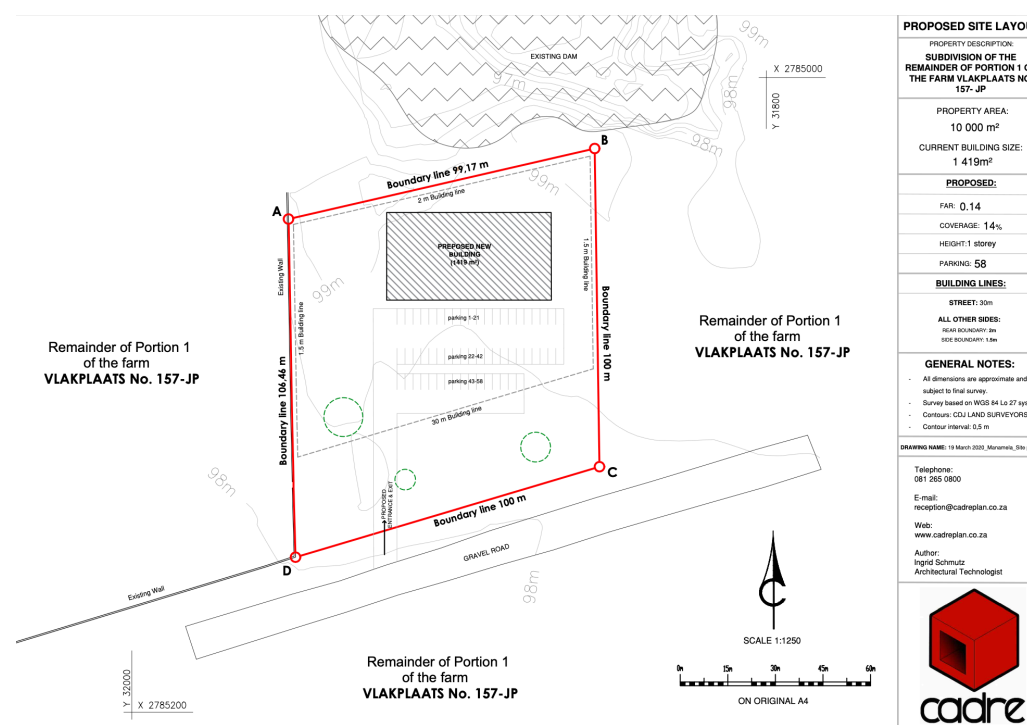 EXISTING DAM
99m
97m
98m
98m
99m
99m
98m
98m
X 2785000
Y 31800
A
B
C
D
Boundary line 99,17 m
2 m Building line
Existing Wall
1.5 m Building line
PREPOSED NEW
BUILDING
(1419 m²)
1.5 m Building line
Boundary line 100 m
parking 1-21
parking 22-42
parking 43-58
30 m Building line
Boundary line 106,46 m
PROPOSED
ENTRANCE & EXIT
Boundary line 100 m
GRAVEL ROAD
Existing Wall
Remainder of Portion 1
of the farm
VLAKPLAATS No. 157-JP
Remainder of Portion 1
of the farm
VLAKPLAATS No. 157-JP
Remainder of Portion 1
of the farm
VLAKPLAATS No. 157-JP
Y 32000
X 2785200
SCALE 1:1250
0m 15m 30m 45m 60m
ON ORIGINAL A4
PROPOSED SITE LAYOU
PROPERTY DESCRIPTION:
SUBDIVISION OF THE
REMAINDER OF PORTION 1 O
THE FARM VLAKPLAATS NO
157- JP
PROPERTY AREA:
10 000 m²
CURRENT BUILDING SIZE:
1 419m²
PROPOSED:
FAR: 0.14
COVERAGE: 14%
HEIGHT:1 storey
PARKING: 58
BUILDING LINES:
STREET: 30m
ALL OTHER SIDES:
REAR BOUNDARY: 2m
SIDE BOUNDARY: 1.5m
GENERAL NOTES:
- All dimensions are approximate and
subject to final survey.
- Survey based on WGS 84 Lo 27 sys
- Contours: CDJ LAND SURVEYORS
- Contour interval: 0,5 m
DRAWING NAME: 19 March 2020_Manamela_Site
Telephone:
081 265 0800
E-mail:
reception@cadreplan.co.za
Web:
www.cadreplan.co.za
Author:
Ingrid Schmutz
Architectural Technologist
cadre